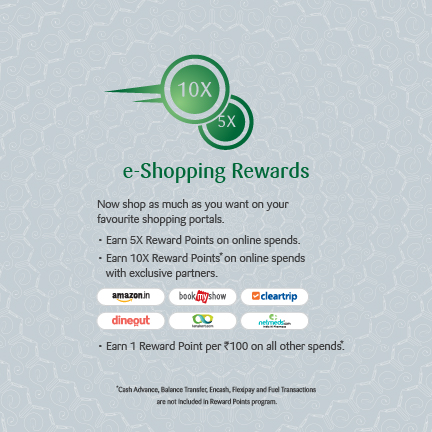 10X
5X
e-Shopping Rewards
Now shop as much as you want on your
favourite shopping portals.
• Earn 5X Reward Points on online spends.
• Earn 10X Reward Points* on online spends
with exclusive partners.
amazon.in
bookmyshow
cleartrip
dineout
lenskart.com
netmeds.com
• Earn 1 Reward Point per ₹100 on all other spends*.
*Cash Advance, Balance Transfer, Encash, Flexipay and Fuel Transactions
are not included in Reward Points program.